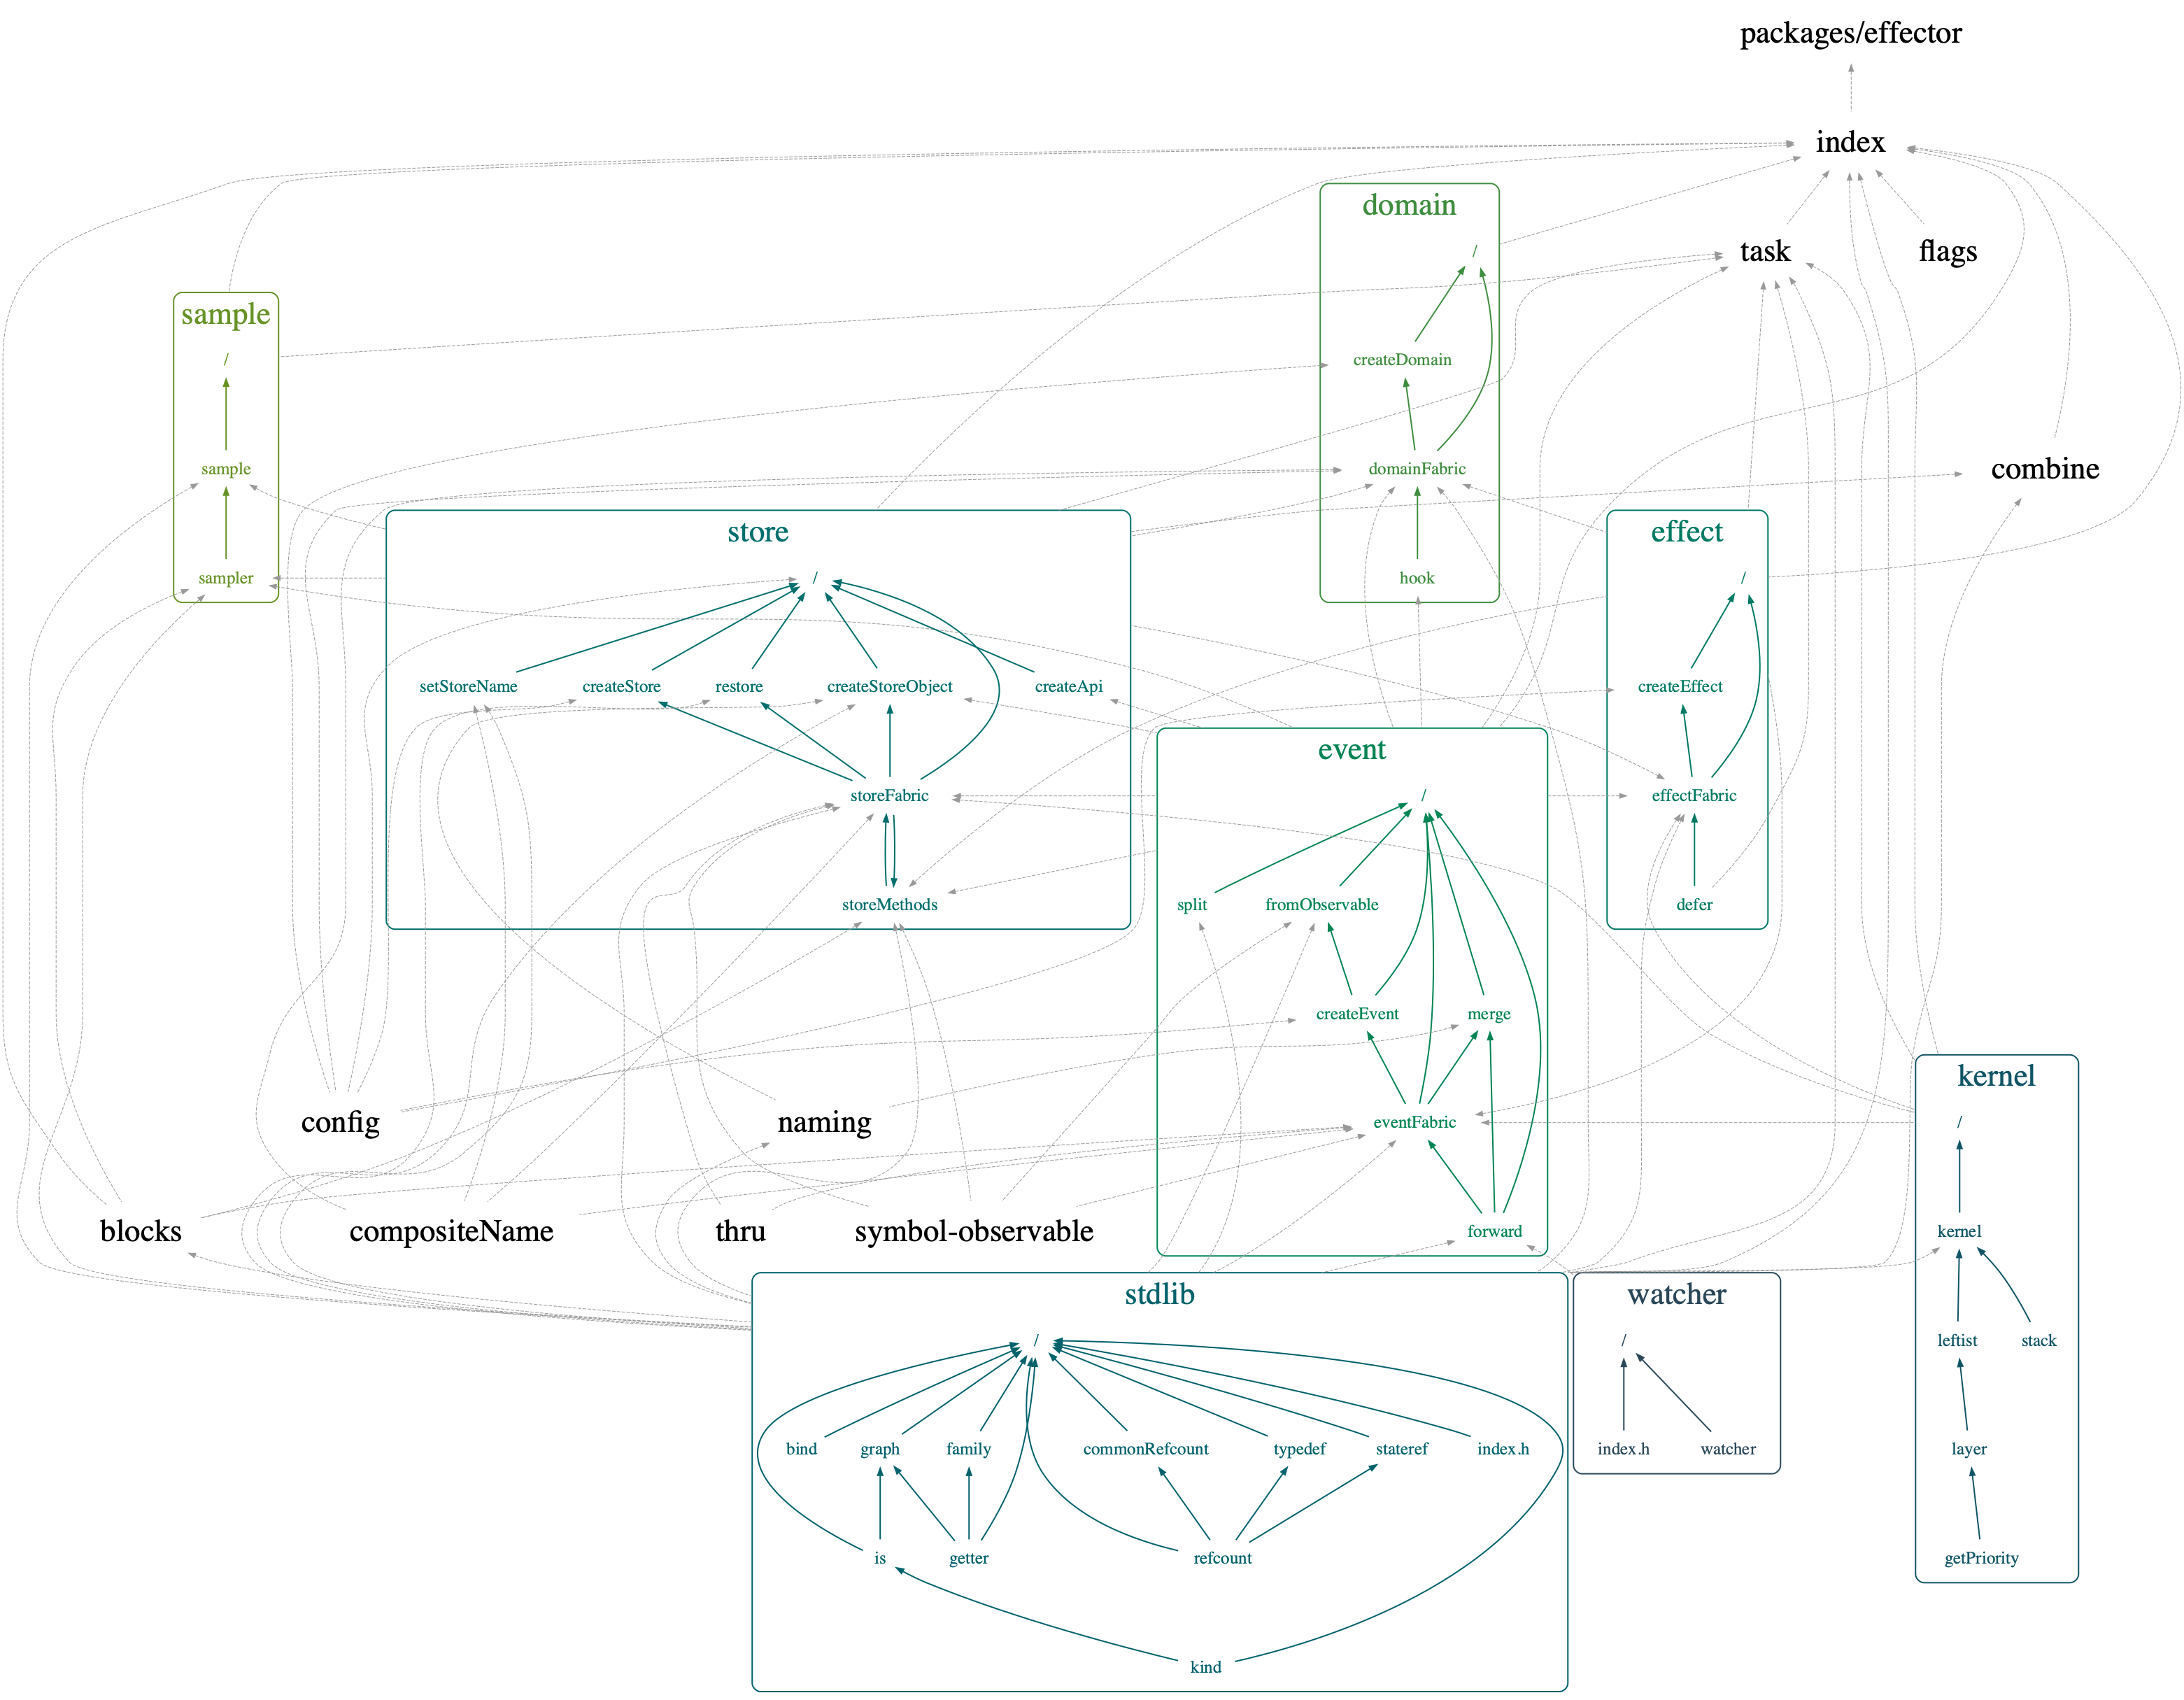 packages/effector
index
domain
/
task
flags
sample
/
createDomain
sample
domainFabric
combine
store
effect
sampler
/
hook
/
setStoreName
createStore
restore
createStoreObject
createApi
createEffect
event
storeFabric
/
effectFabric
storeMethods
split
fromObservable
defer
createEvent
merge
kernel
config
naming
eventFabric
/
blocks
compositeName
thru
symbol-observable
forward
kernel
stdlib
watcher
/
/
leftist
stack
bind
graph
family
commonRefcount
typedef
stateref
index.h
index.h
watcher
layer
is
getter
refcount
getPriority
kind